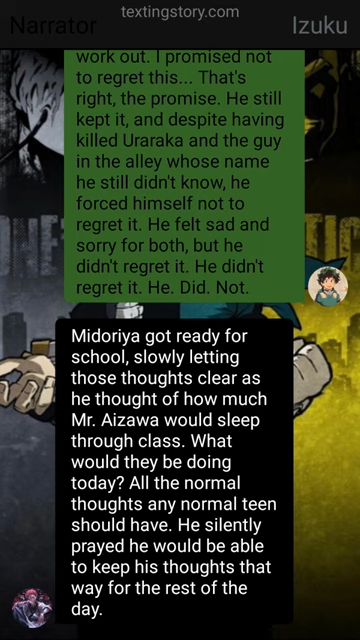 textingstory.com
Narrator
Izuku
work out. I promised not
to regret this... That's
right, the promise. He still
kept it, and despite having
killed Uraraka and the guy
in the alley whose name
he still didn't know, he
forced himself not to
regret it. He felt sad and
sorry for both, but he
didn't regret it. He didn't
regret it. He. Did. Not.
Midoriya got ready for
school, slowly letting
those thoughts clear as
he thought of how much
Mr. Aizawa would sleep
through class. What
would they be doing
today? All the normal
thoughts any normal teen
should have. He silently
prayed he would be able
to keep his thoughts that
way for the rest of the
day.